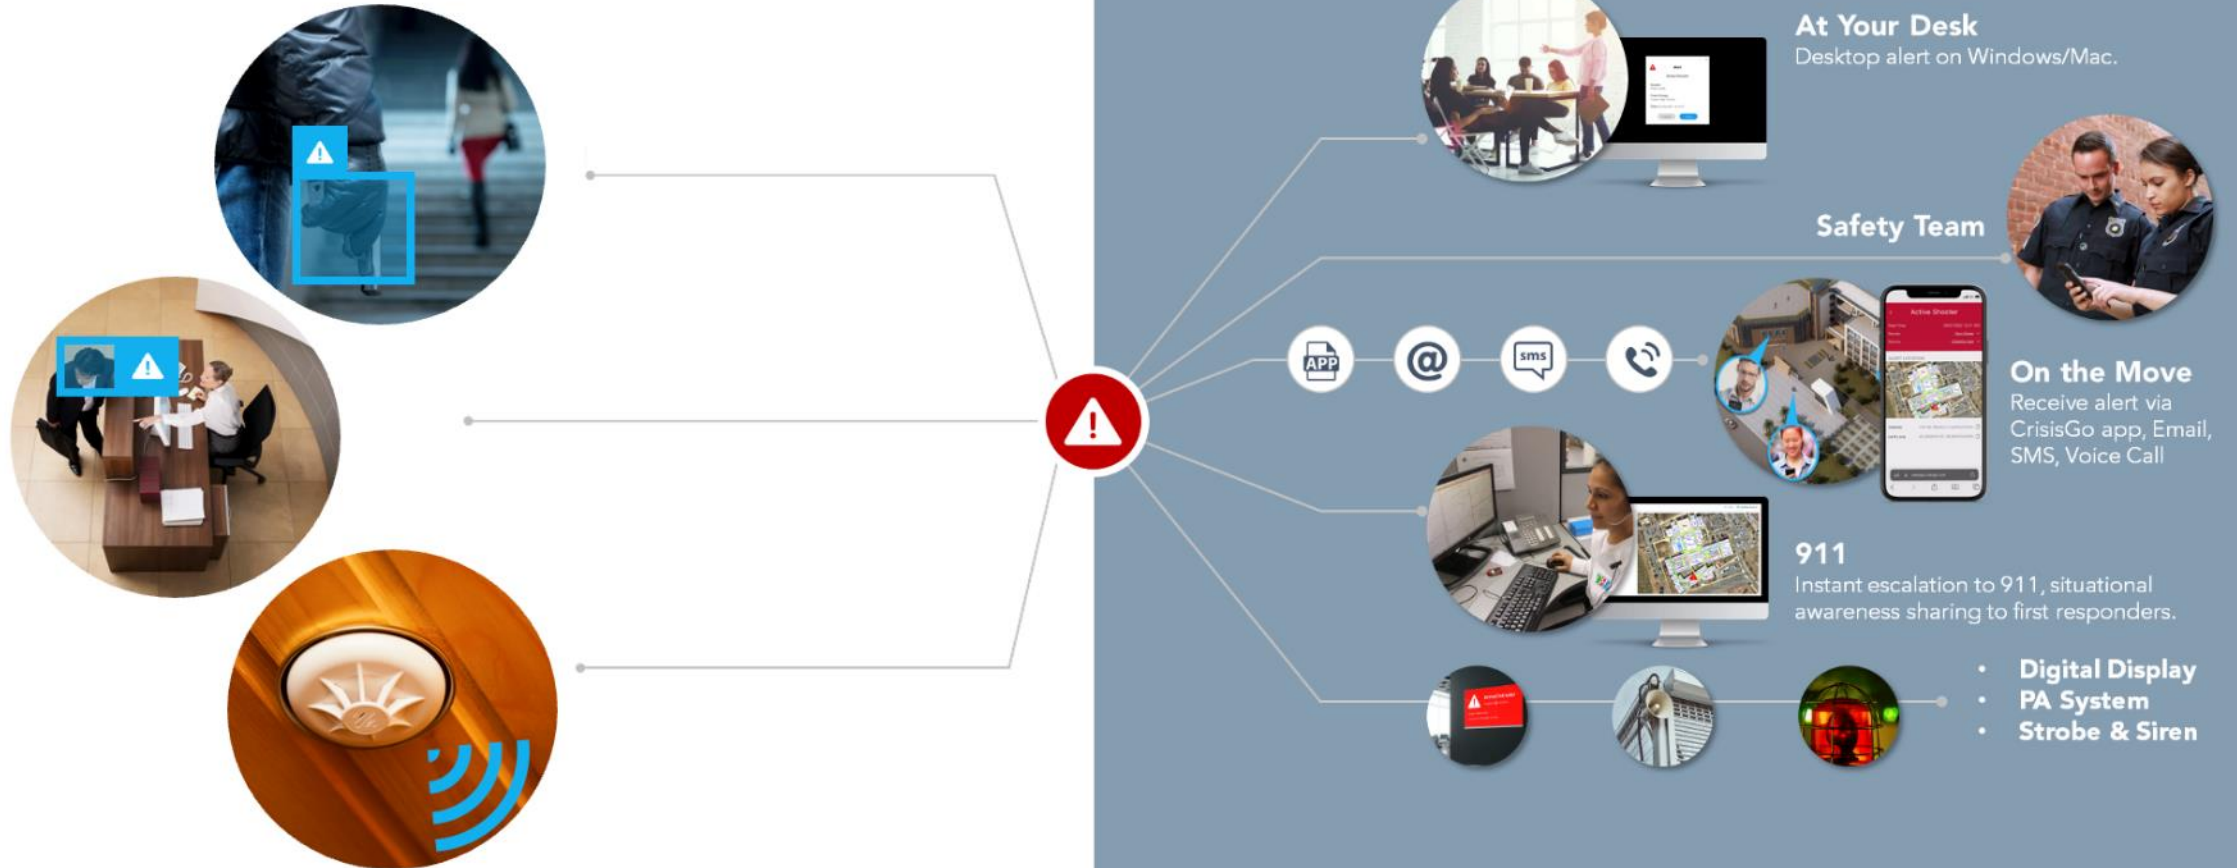 At Your Desk
Desktop alert on Windows/Mac.
Safety Team
APP
@
sms
Active Shooter
On the Move
Receive alert via
CrisisGo app, Email,
SMS, Voice Call
911
Instant escalation to 911, situational
awareness sharing to first responders.
• Digital Display
• PA System
• Strobe & Siren